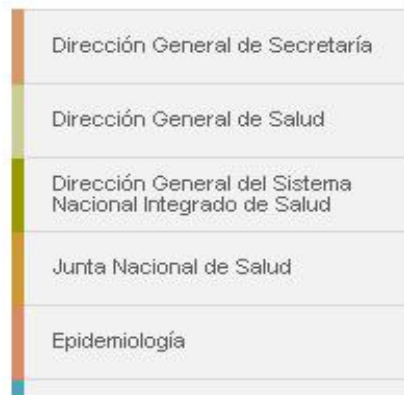 Dirección General de Secretaría
Dirección General de Salud
Dirección General del Sistema
Nacional Integrado de Salud
Junta Nacional de Salud
Epidemiología